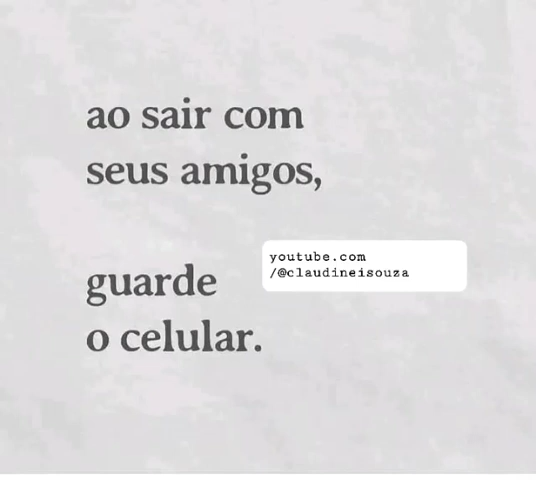 ao sair com
seus amigos,
youtube.com
/@claudineisouza
guarde
o celular.